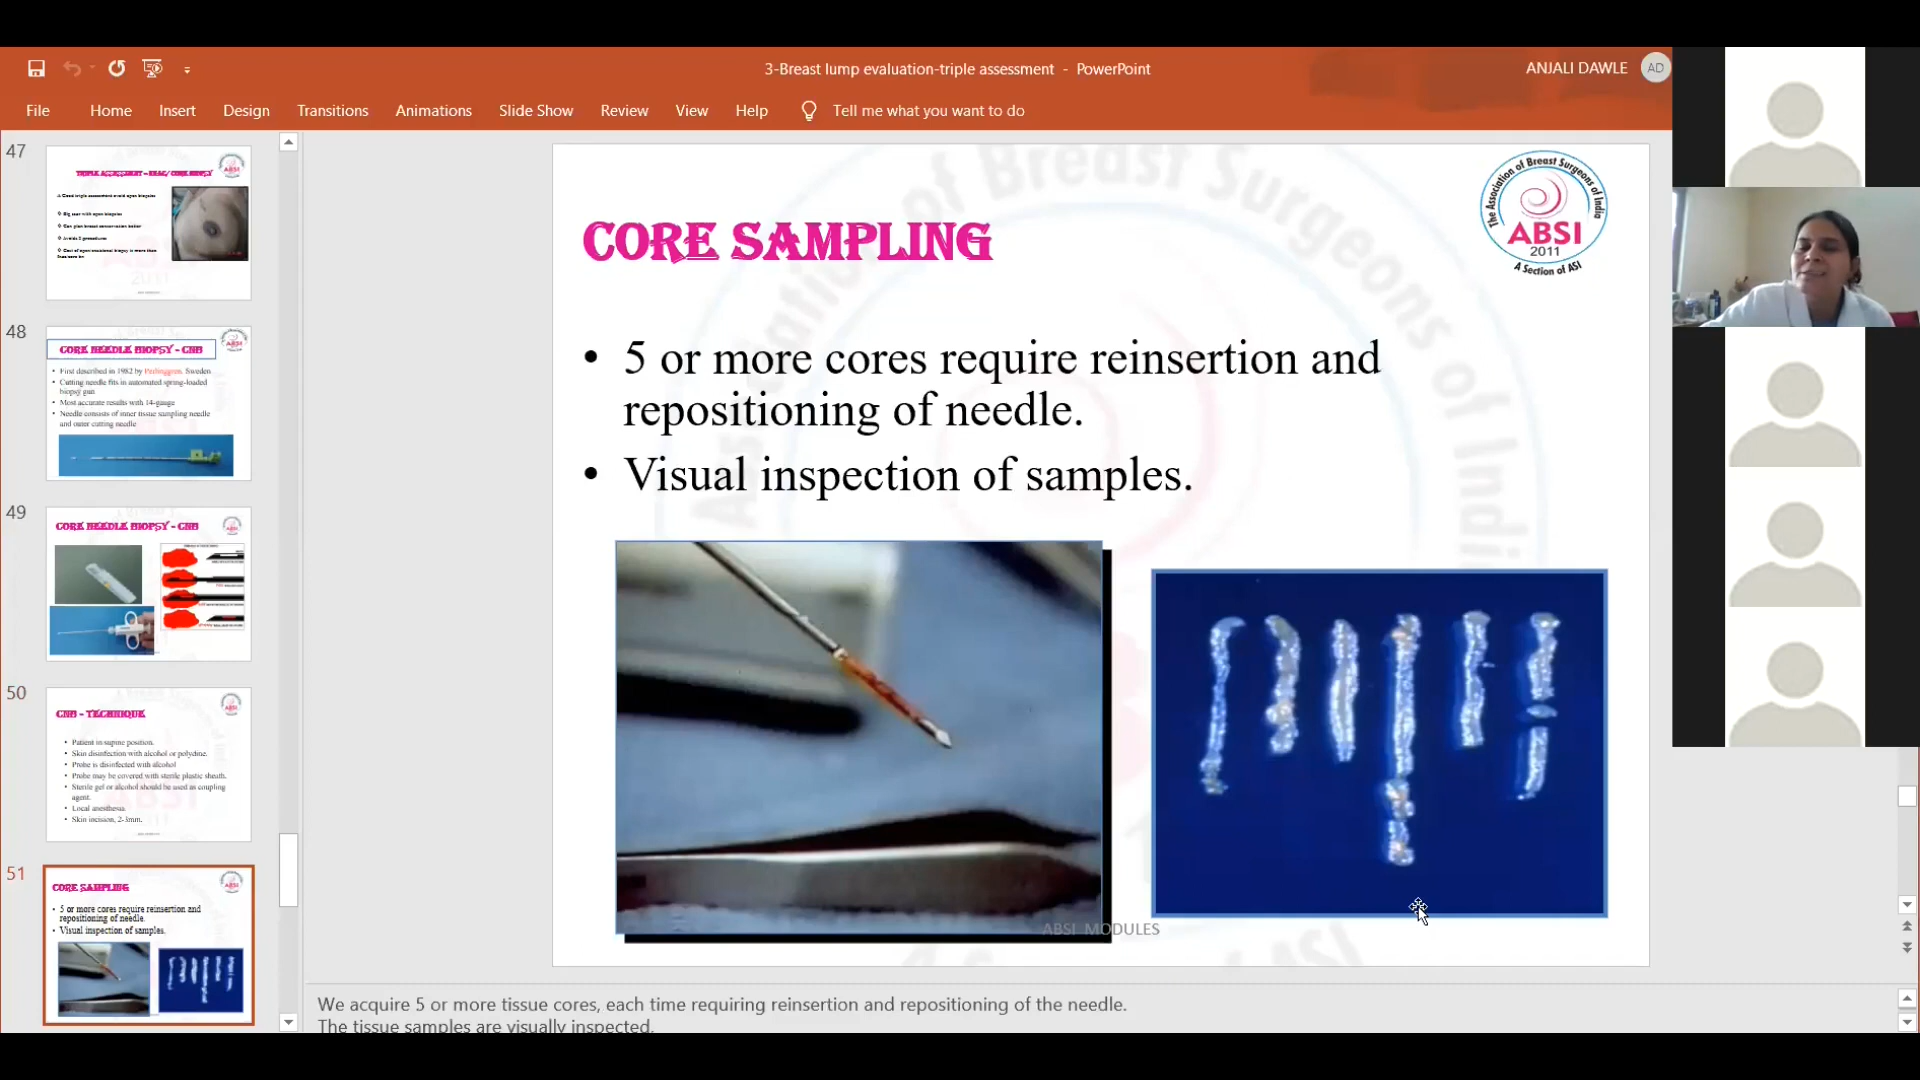 3-Breast lump evaluation-triple assessment - PowerPoint
ANJALI DAWLE
AD
File Home Insert Design Transitions Animations Slide Show Review View Help Tell me what you want to do
47
TRIPLE ASSESSMENT
48
CORE NEEDLE BIOPSY - CNB
• First described in 1982 by Sweden
• Cutting needle fits in automated spring-loaded
biopsy gun
• Most accurate results with 14-gauge
• Needle consists of inner tissue sampling needle
and outer cutting needle
49
CORE NEEDLE BIOPSY - CNB
50
CNB - TECHNIQUE
• Patient in supine position.
• Skin disinfection with alcohol or polydine.
• Probe is disinfected with alcohol
• Probe may be covered with sterile plastic sheath.
• Sterile gel or alcohol should be used as coupling
agent.
• Local anesthesia.
• Skin incision, 2-3mm.
51
CORE SAMPLING
• 5 or more cores require reinsertion and
repositioning of needle.
• Visual inspection of samples.
CORE SAMPLING
• 5 or more cores require reinsertion and
repositioning of needle.
• Visual inspection of samples.
The Association of Breast Surgeons of India
ABSI
2011
A Section of ASI
ABSI MODULES
We acquire 5 or more tissue cores, each time requiring reinsertion and repositioning of the needle.
The tissue samples are visually inspected.